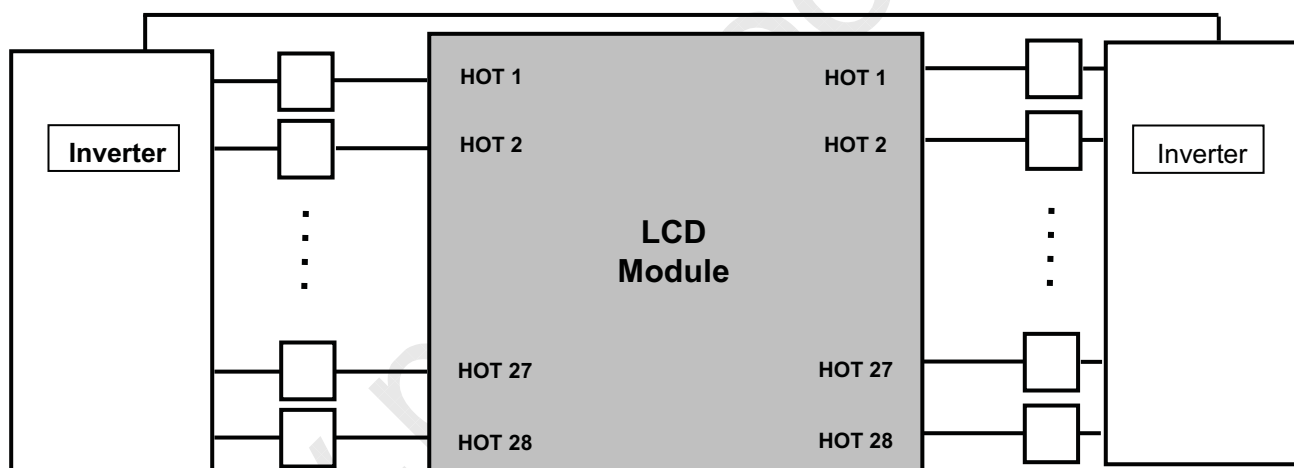 HOT 1 HOT 1
Inverter HOT 2 HOT 2 Inverter
LCD
Module
HOT 27 HOT 27
HOT 28 HOT 28